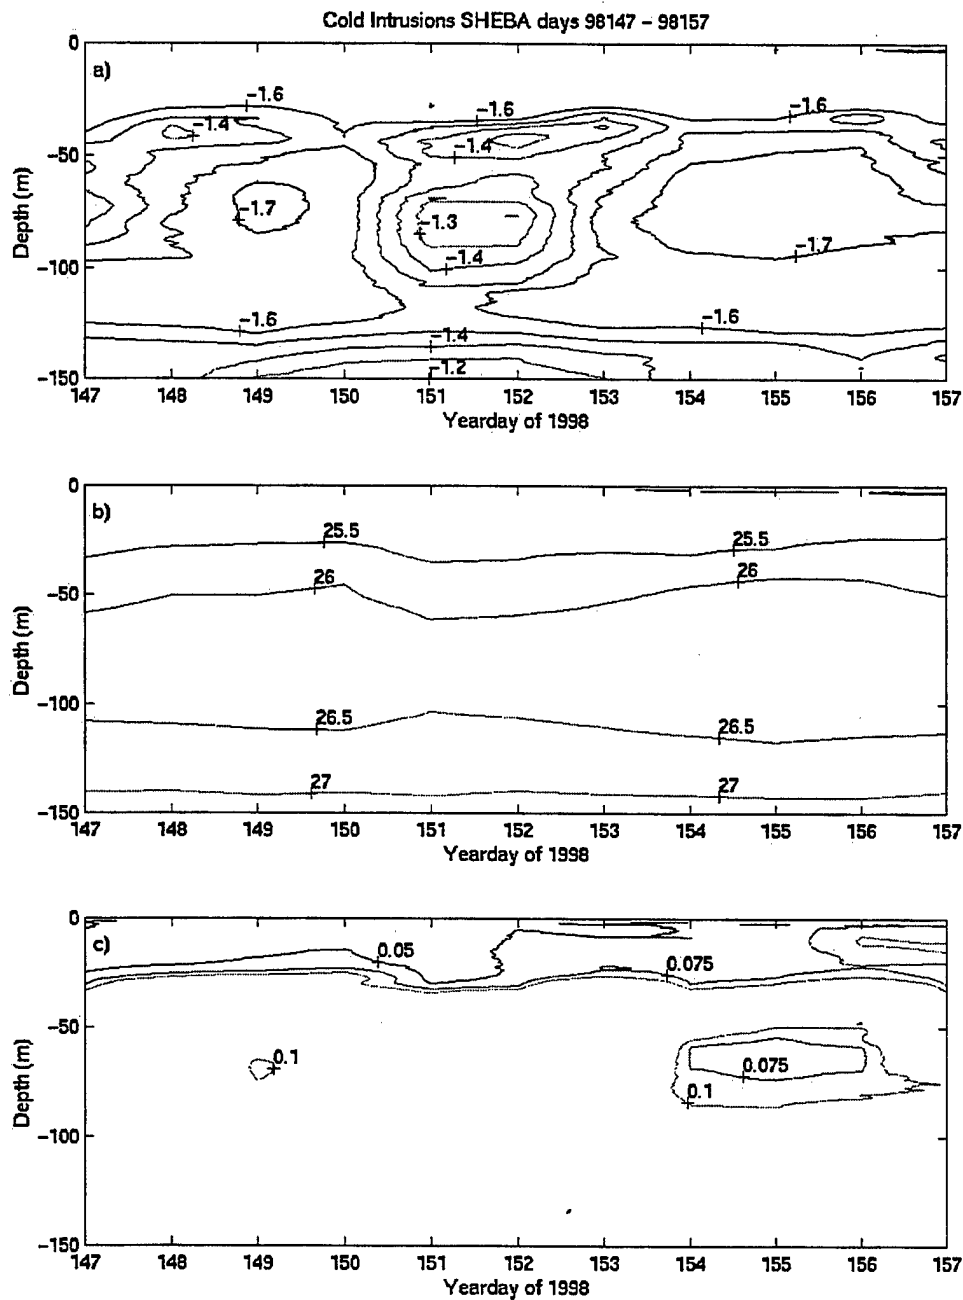 Cold Intrusions SHEBA days 98147 – 98157
a)
0
−50
−100
−150
Depth (m)
−1.6
−1.6
−1.6
−1.4
−1.4
−1.7
−1.3
−1.7
−1.4
−1.6
−1.6
−1.4
−1.2
147 148 149 150 151 152 153 154 155 156 157
Yearday of 1998
b)
0
−50
−100
−150
Depth (m)
25.5
25.5
26
26
26.5
26.5
27
27
147 148 149 150 151 152 153 154 155 156 157
Yearday of 1998
c)
0
−50
−100
−150
Depth (m)
0.05
0.075
0.1
0.075
0.1
147 148 149 150 151 152 153 154 155 156 157
Yearday of 1998